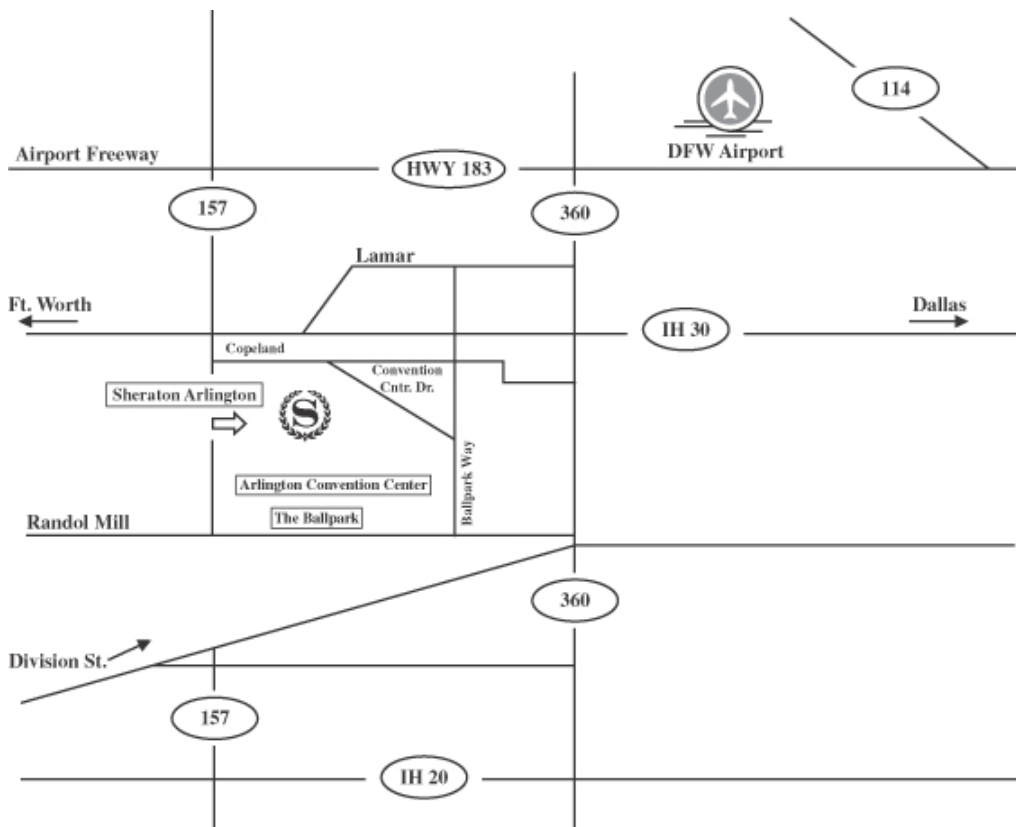 114
DFW Airport
Airport Freeway
HWY 183
157
360
Lamar
Ft. Worth
Dallas
IH 30
Copeland
Convention
Cntr. Dr.
Sheraton Arlington
S
Ballpark Way
Arlington Convention Center
The Ballpark
Randol Mill
360
Division St.
157
IH 20